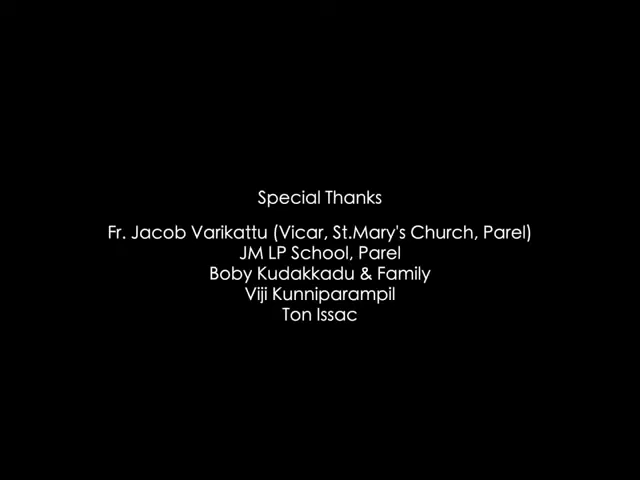 Special Thanks
Fr. Jacob Varikattu (Vicar, St.Mary's Church, Parel)
JM LP School, Parel
Boby Kudakkadu & Family
Viji Kunniparampil
Ton Issac